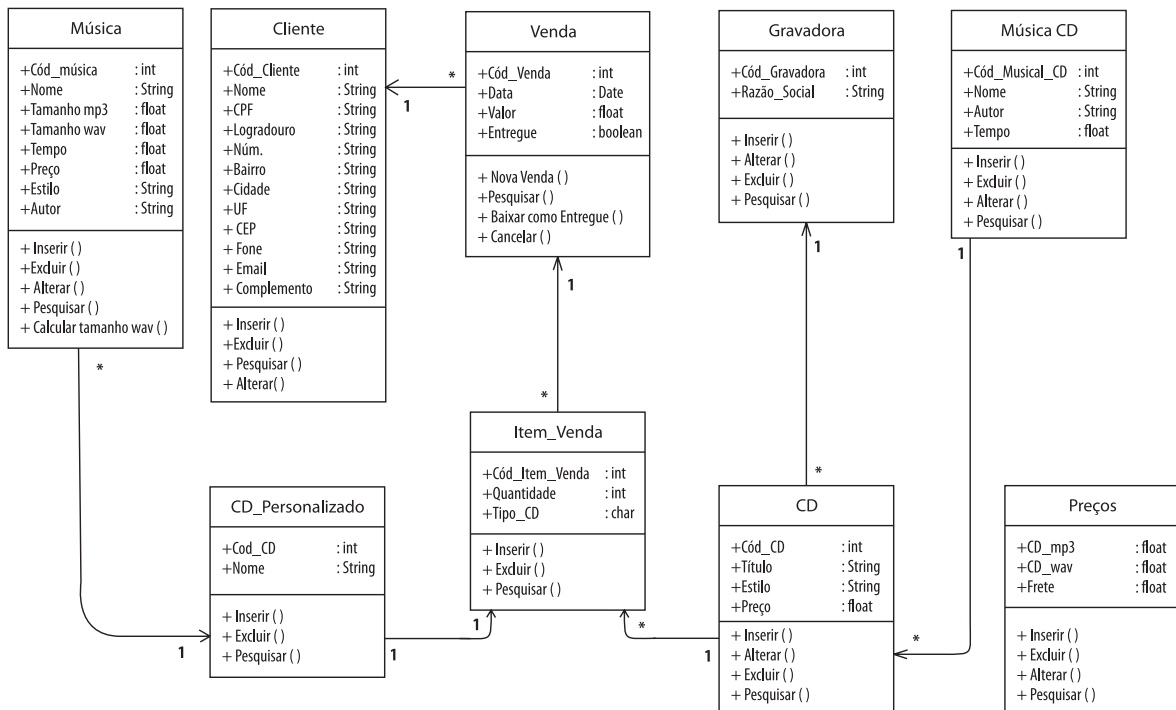 Música
+Cód_música : int
+Nome : String
+Tamanho mp3 : float
+Tamanho wav : float
+Tempo : float
+Preço : float
+Estilo : String
+Autor : String
+ Inserir ( )
+Excluir ( )
+ Alterar ( )
+ Pesquisar ( )
+ Calcular tamanho wav ( )
*
1
Cliente
+Cód_Cliente : int
+Nome : String
+CPF : String
+Logradouro : String
+Núm. : String
+Bairro : String
+Cidade : String
+UF : String
+ CEP : String
+ Fone : String
+ Email : String
+ Complemento : String
+ Inserir ( )
+Excluir ( )
+ Pesquisar ( )
+ Alterar( )
1
*
Venda
+Cód_Venda : int
+Data : Date
+Valor : float
+Entregue : boolean
+ Nova Venda ( )
+Pesquisar ( )
+ Baixar como Entregue ( )
+ Cancelar ( )
1
*
Gravadora
+Cód_Gravadora : int
+Razão_Social : String
+ Inserir ( )
+ Alterar ( )
+ Excluir ( )
+ Pesquisar ( )
1
*
Música CD
+Cód_Musical_CD : int
+Nome : String
+Autor : String
+Tempo : float
+ Inserir ( )
+ Excluir ( )
+ Alterar ( )
+ Pesquisar ( )
1
*
CD_Personalizado
+Cod_CD : int
+Nome : String
+ Inserir ( )
+ Excluir ( )
+ Pesquisar ( )
1
1
Item_Venda
+Cód_Item_Venda : int
+Quantidade : int
+Tipo_CD : char
+ Inserir ( )
+ Excluir ( )
+ Pesquisar ( )
*
1
CD
+Cód_CD : int
+Título : String
+Estilo : String
+Preço : float
+ Inserir ( )
+ Alterar ( )
+ Excluir ( )
+ Pesquisar ( )
Preços
+CD_mp3 : float
+CD_wav : float
+Frete : float
+ Inserir ( )
+ Excluir ( )
+ Alterar ( )
+ Pesquisar ( )